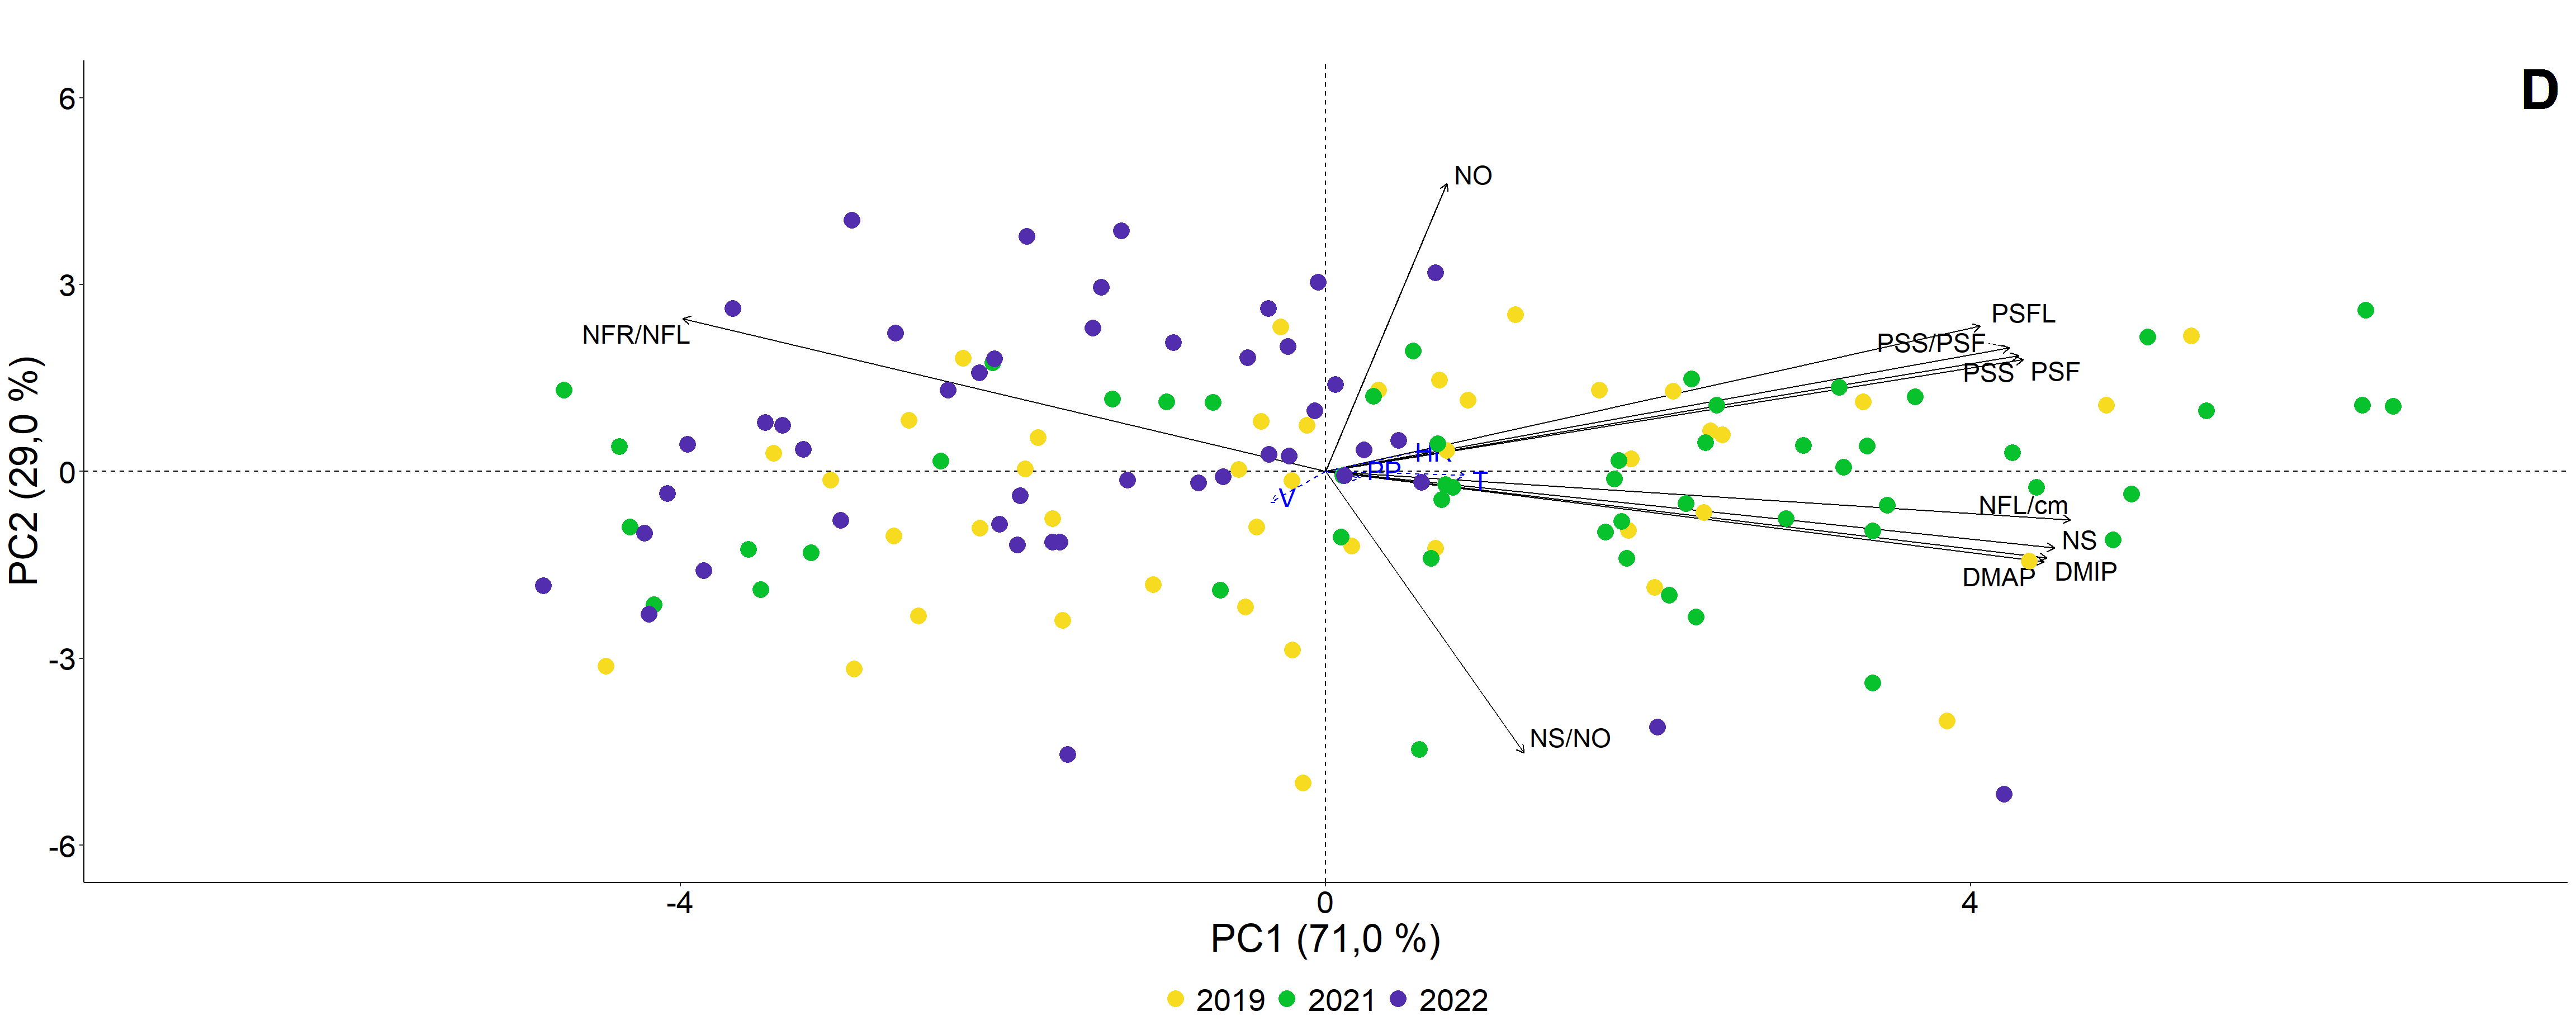 D
6
3
0
-3
-6
PC2 (29,0 %)
NO
NFR/NFL
PSFL
PSS/PSF
PSS
PSF
HR
PP
T
V
NFL/cm
NS
DMAP
DMIP
NS/NO
-4
0
4
PC1 (71,0 %)
2019
2021
2022